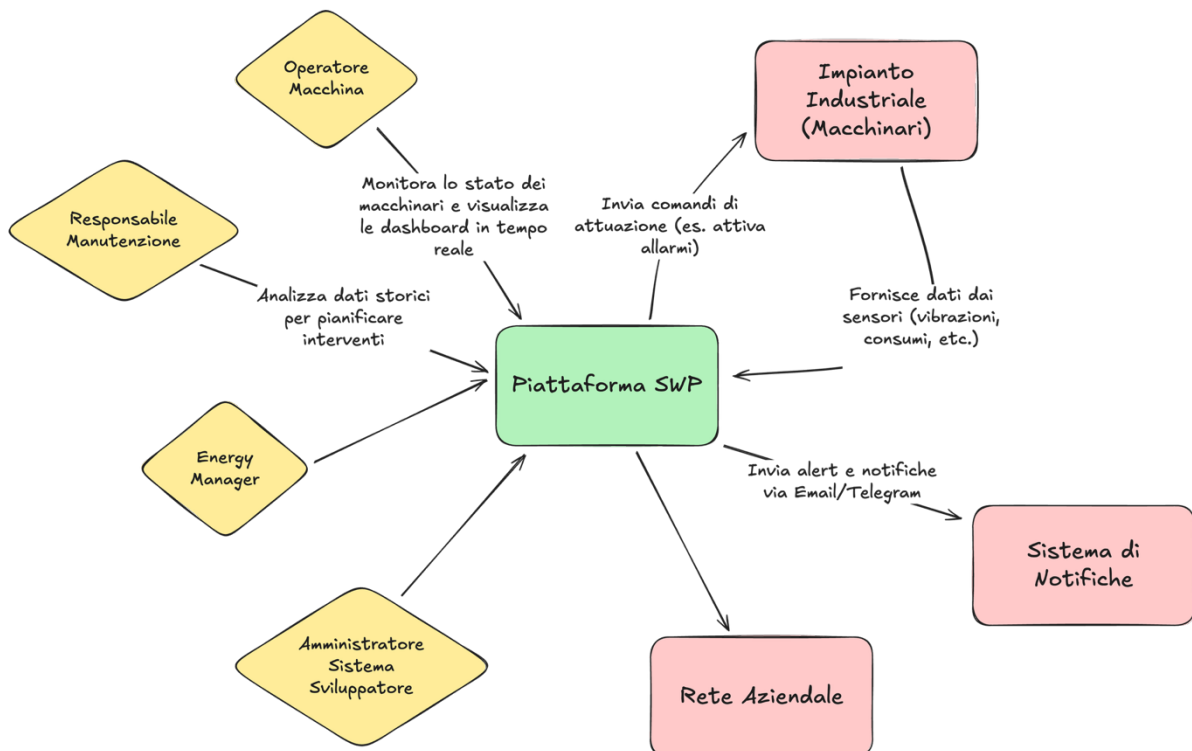 Operatore
Macchina
Impianto
Industriale
(Macchinari)
Responsabile
Manutenzione
Monitora lo stato dei
macchinari e visualizza
le dashboard in tempo
reale
Invia comandi di
attuazione (es. attiva
allarmi)
Analizza dati storici
per pianificare
interventi
Fornisce dati dai
sensori (vibrazioni,
consumi, etc.)
Piattaforma SWP
Energy
Manager
Invia alert e notifiche
via Email/Telegram
Sistema di
Notifiche
Amministratore
Sistema
Sviluppatore
Rete Aziendale